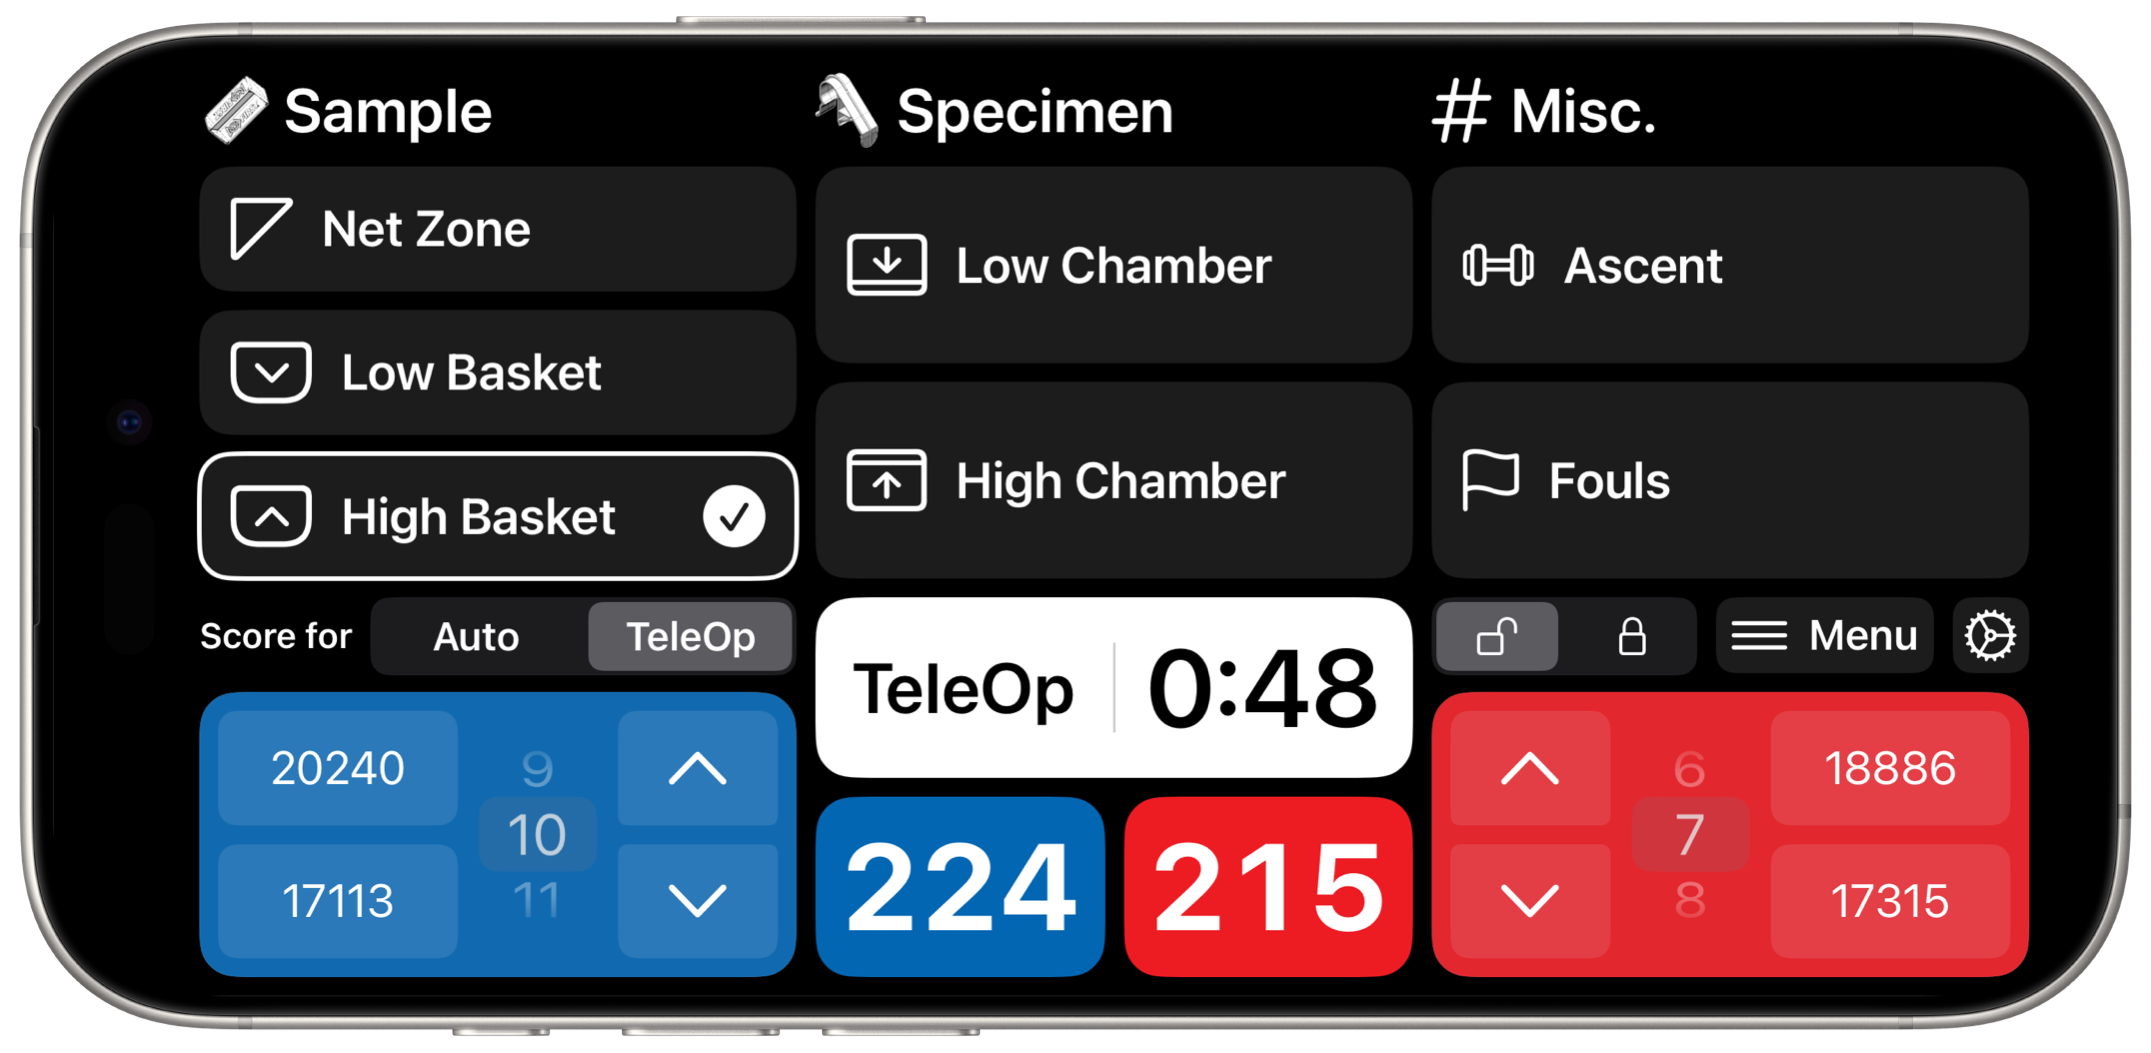 Sample
Net Zone
Low Basket
High Basket
Specimen
Low Chamber
High Chamber
# Misc.
Ascent
Fouls
Score for Auto TeleOp
TeleOp 0:48
Menu
20240
17113
9
10
11
224 215
6
7
8
18886
17315